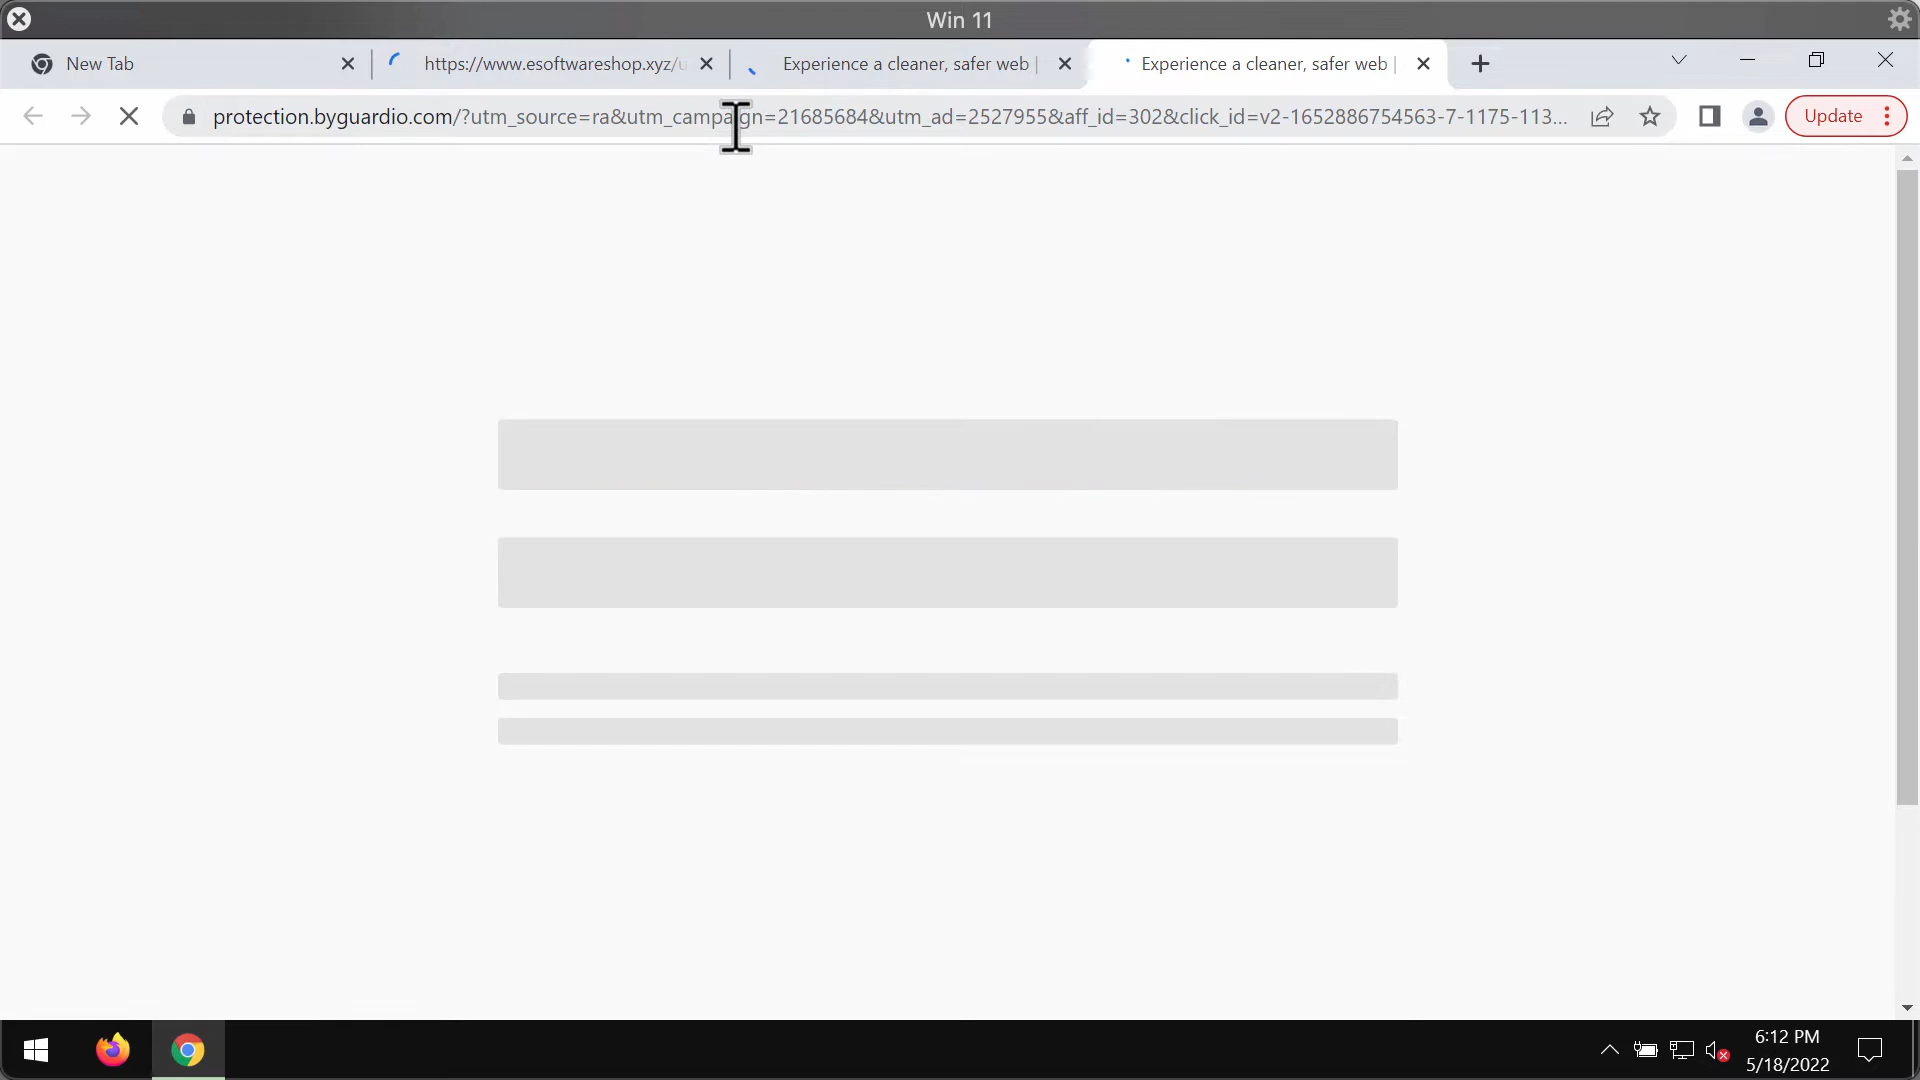 Win 11
New Tab
https://www.esoftwareshop.xyz/u
Experience a cleaner, safer web |
Experience a cleaner, safer web |
protection.byguardio.com/?utm_source=ra&utm_campaign=21685684&utm_ad=2527955&aff_id=302&click_id=v2-1652886754563-7-1175-113...
Update
6:12 PM
5/18/2022